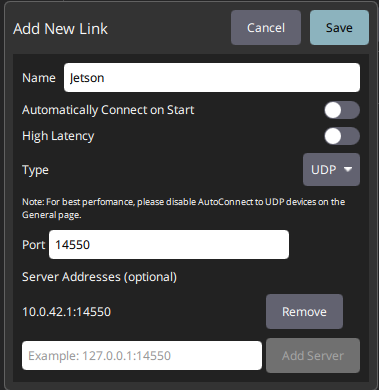 Add New Link
Cancel
Save
Name
Jetson
Automatically Connect on Start
High Latency
Type
UDP
Note: For best perfomance, please disable AutoConnect to UDP devices on the
General page.
Port
14550
Server Addresses (optional)
10.0.42.1:14550
Remove
Example: 127.0.0.1:14550
Add Server